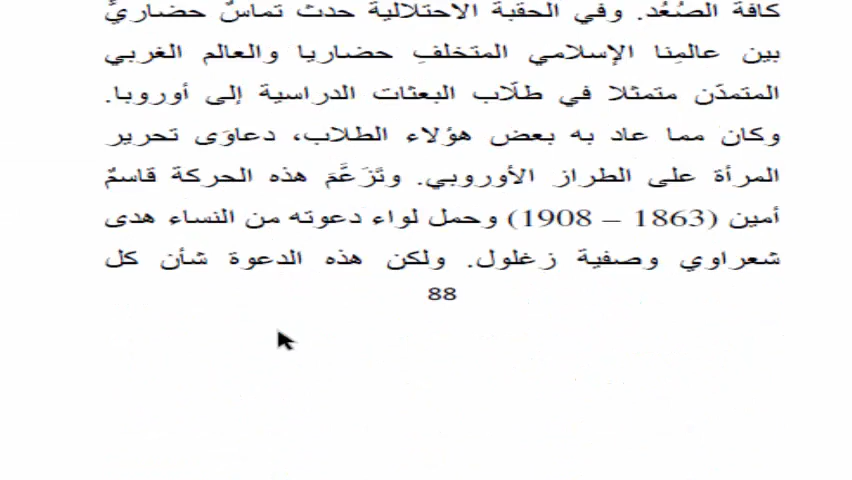 كافة الصُعُد. وفي الحقبة الاحتلالية حدث تماسٌ حضاريٌّ
بين عالمِنا الإسلامي المتخلفِ حضاريا والعالم الغربي
المتمدّن متمثلا في طلّاب البعثات الدراسية إلى أوروبا.
وكان مما عاد به بعض هؤلاء الطلاب، دعاوَى تحرير
المرأة على الطراز الأوروبي. وتَزَعَّمَ هذه الحركة قاسمُ
أمين (1863 – 1908) وحمل لواء دعوته من النساء هدى
شعراوي وصفية زغلول. ولكن هذه الدعوة شأن كل
88